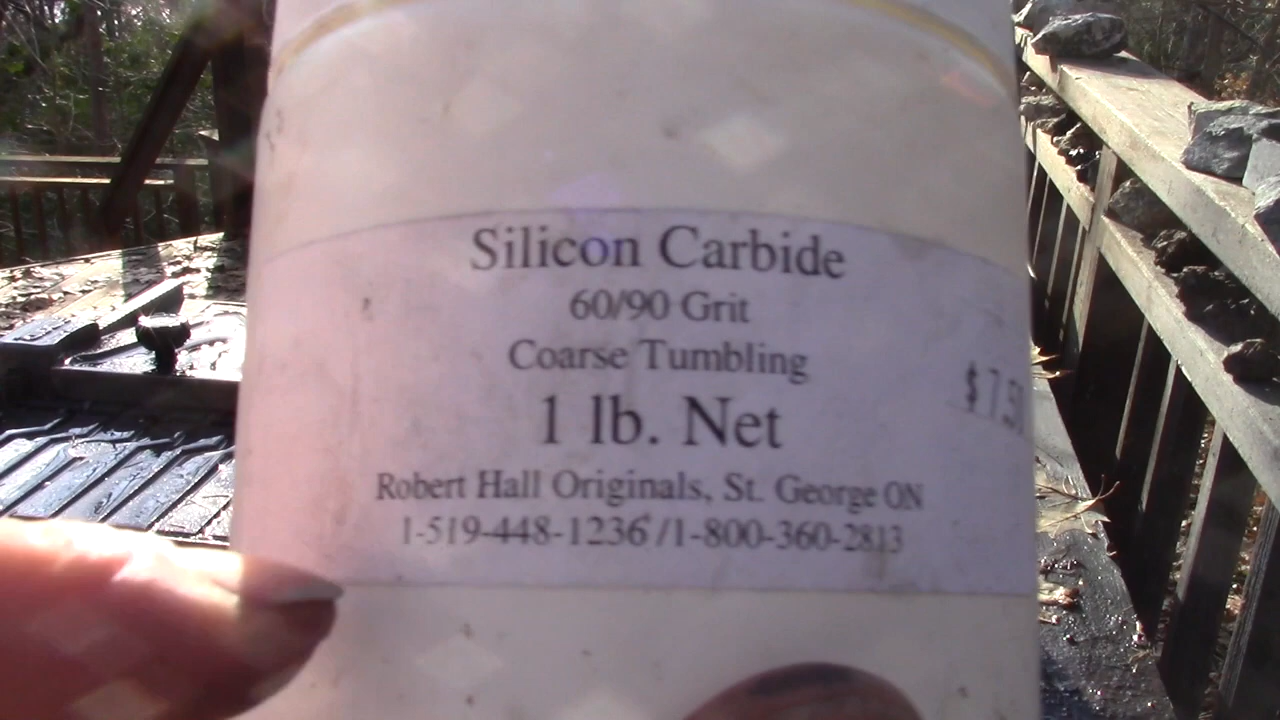 Silicon Carbide
60/90 Grit
Coarse Tumbling
1 lb. Net
Robert Hall Originals, St. George ON
1-519-448-1236 /1-800-360-2813